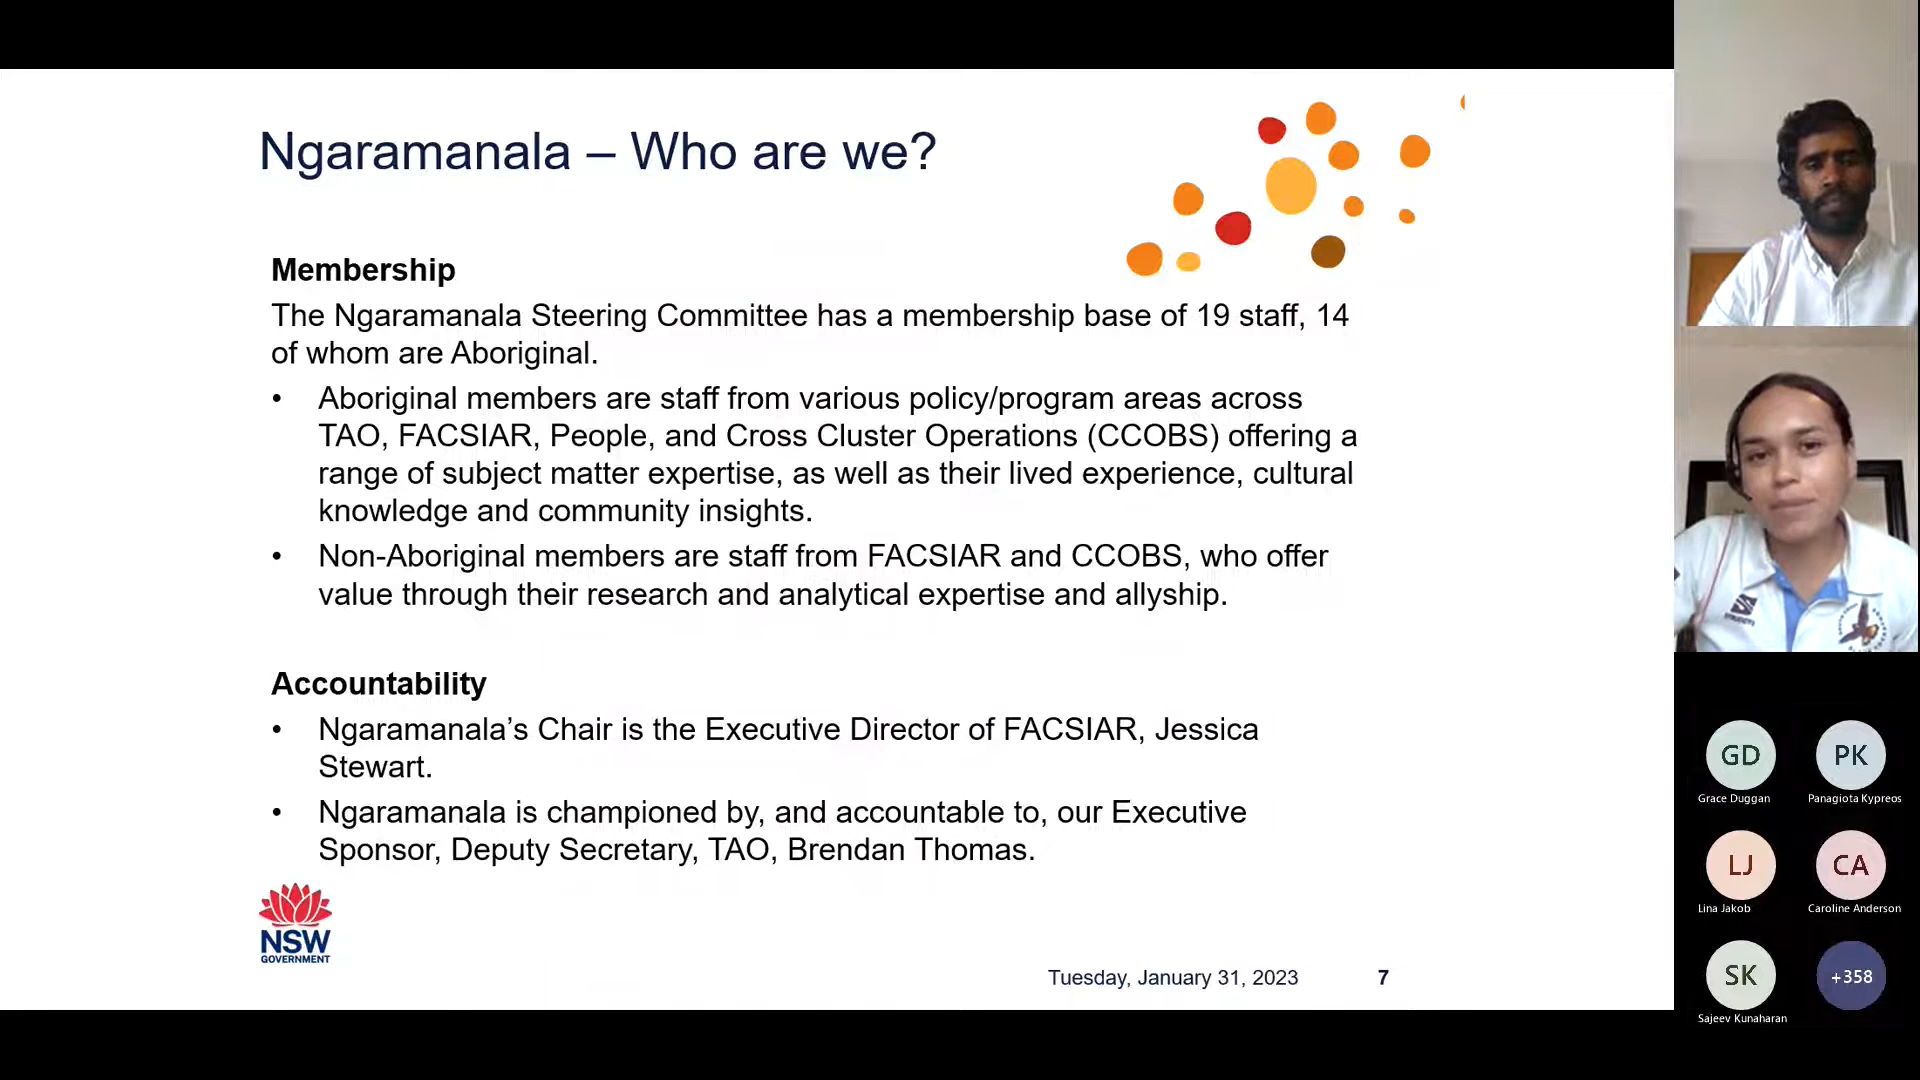 Ngaramanala – Who are we?
Membership
The Ngaramanala Steering Committee has a membership base of 19 staff, 14
of whom are Aboriginal.
• Aboriginal members are staff from various policy/program areas across
TAO, FACSIAR, People, and Cross Cluster Operations (CCOBS) offering a
range of subject matter expertise, as well as their lived experience, cultural
knowledge and community insights.
• Non-Aboriginal members are staff from FACSIAR and CCOBS, who offer
value through their research and analytical expertise and allyship.
Accountability
• Ngaramanala’s Chair is the Executive Director of FACSIAR, Jessica
Stewart.
• Ngaramanala is championed by, and accountable to, our Executive
Sponsor, Deputy Secretary, TAO, Brendan Thomas.
NSW
GOVERNMENT
Tuesday, January 31, 2023 7
GD PK
Grace Duggan Panagiota Kypreos
LJ CA
Lina Jakob Caroline Anderson
SK +358
Sajeev Kunaharan